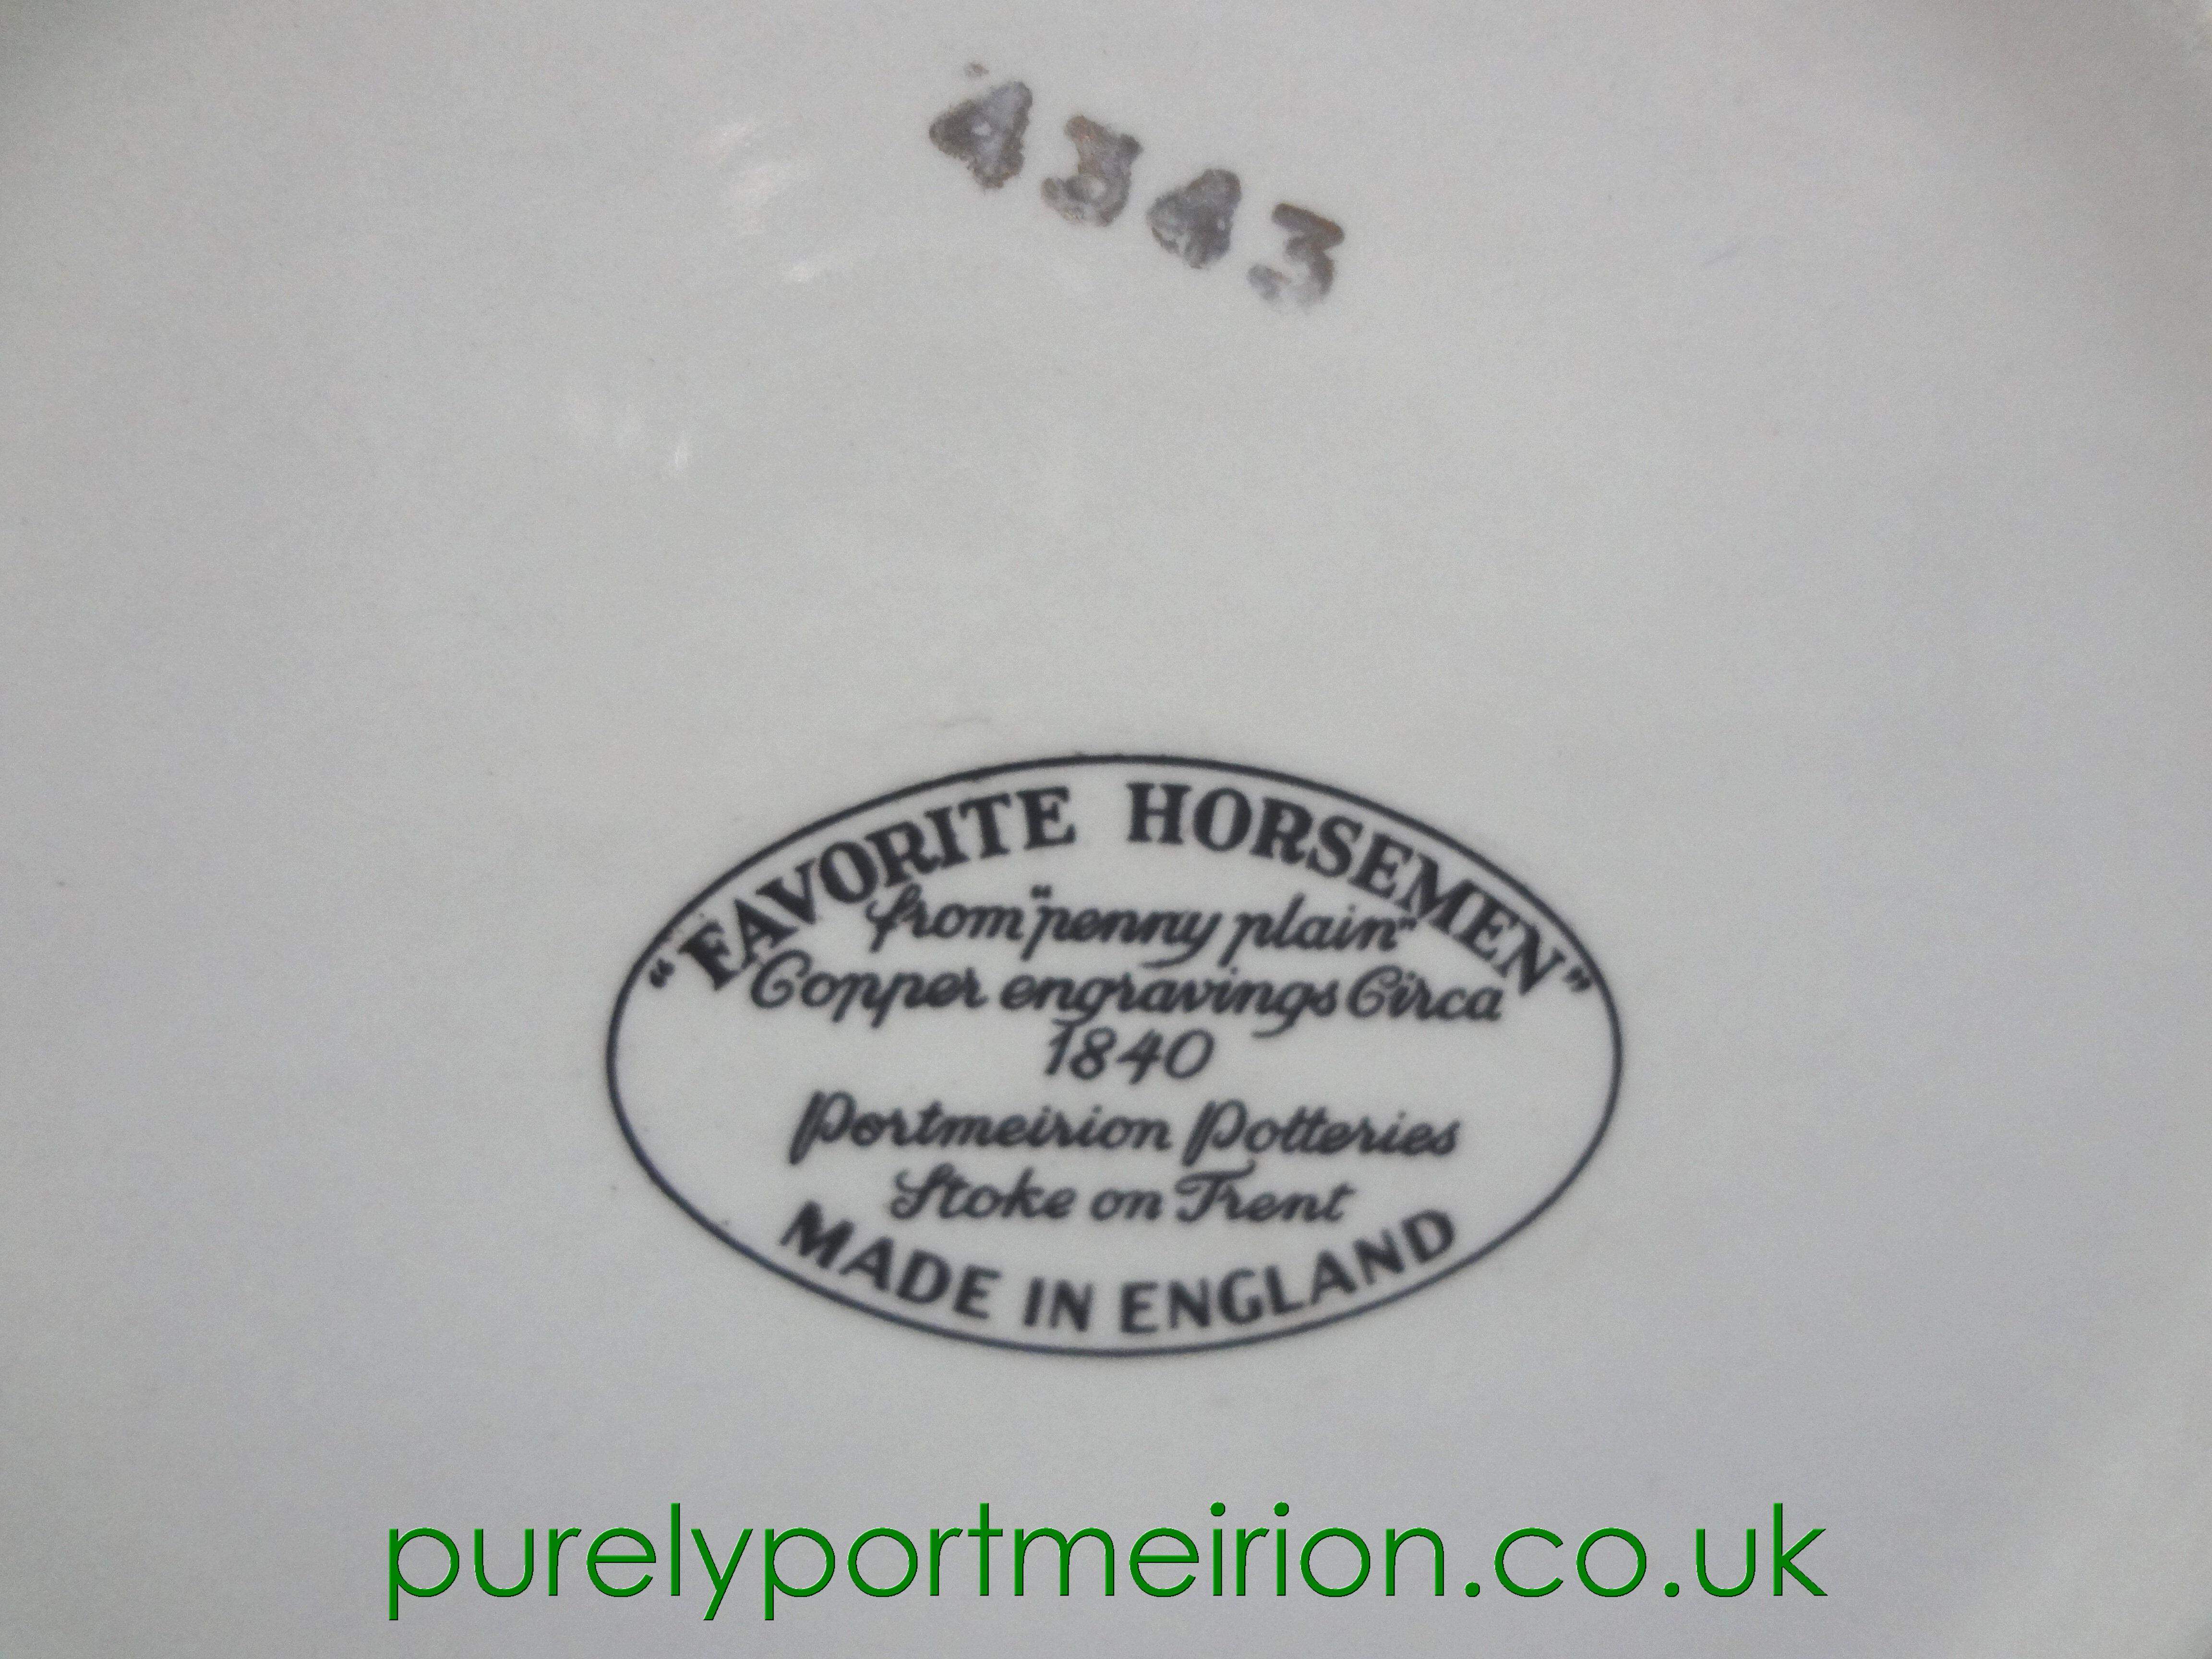 4343
"FAVORITE HORSEMEN"
from "penny plain"
Copper engravings Circa
1840
Portmeirion Potteries
Stoke on Trent
MADE IN ENGLAND
purelyportmeirion.co.uk